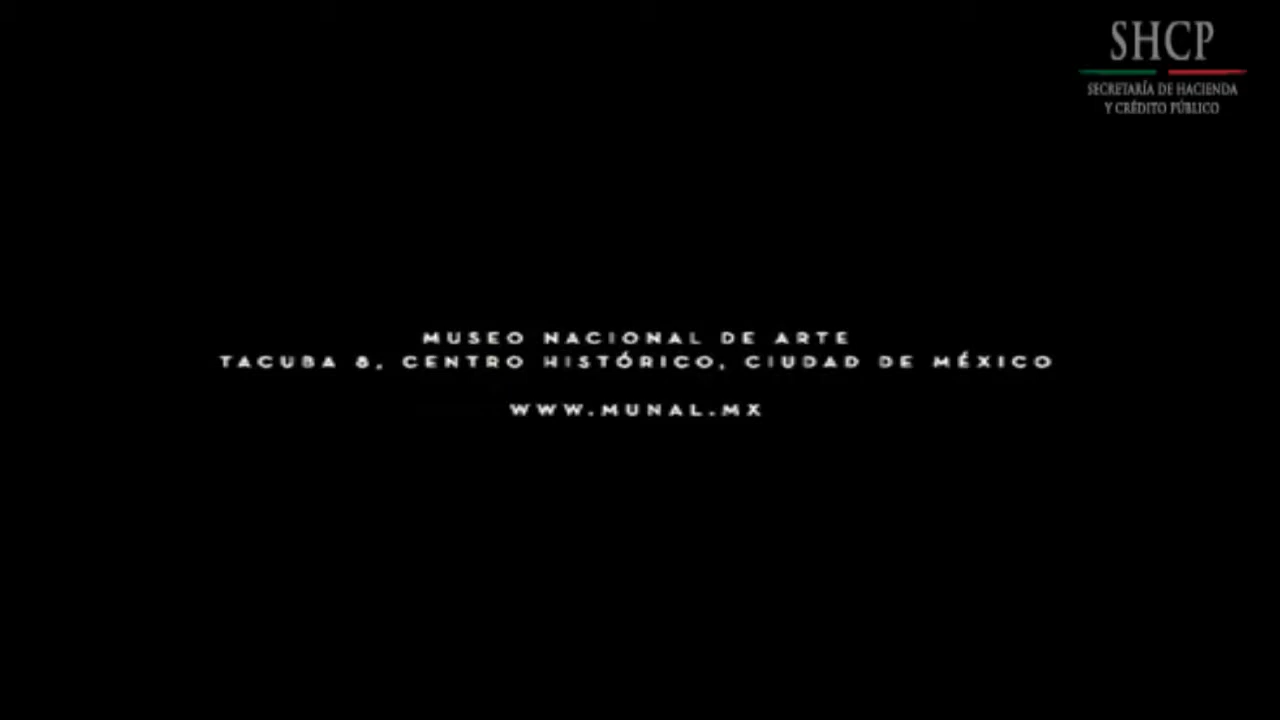 SHCP
SECRETARÍA DE HACIENDA
Y CRÉDITO PÚBLICO
MUSEO NACIONAL DE ARTE
TACUBA 8, CENTRO HISTÓRICO, CIUDAD DE MÉXICO
WWW.MUNAL.MX